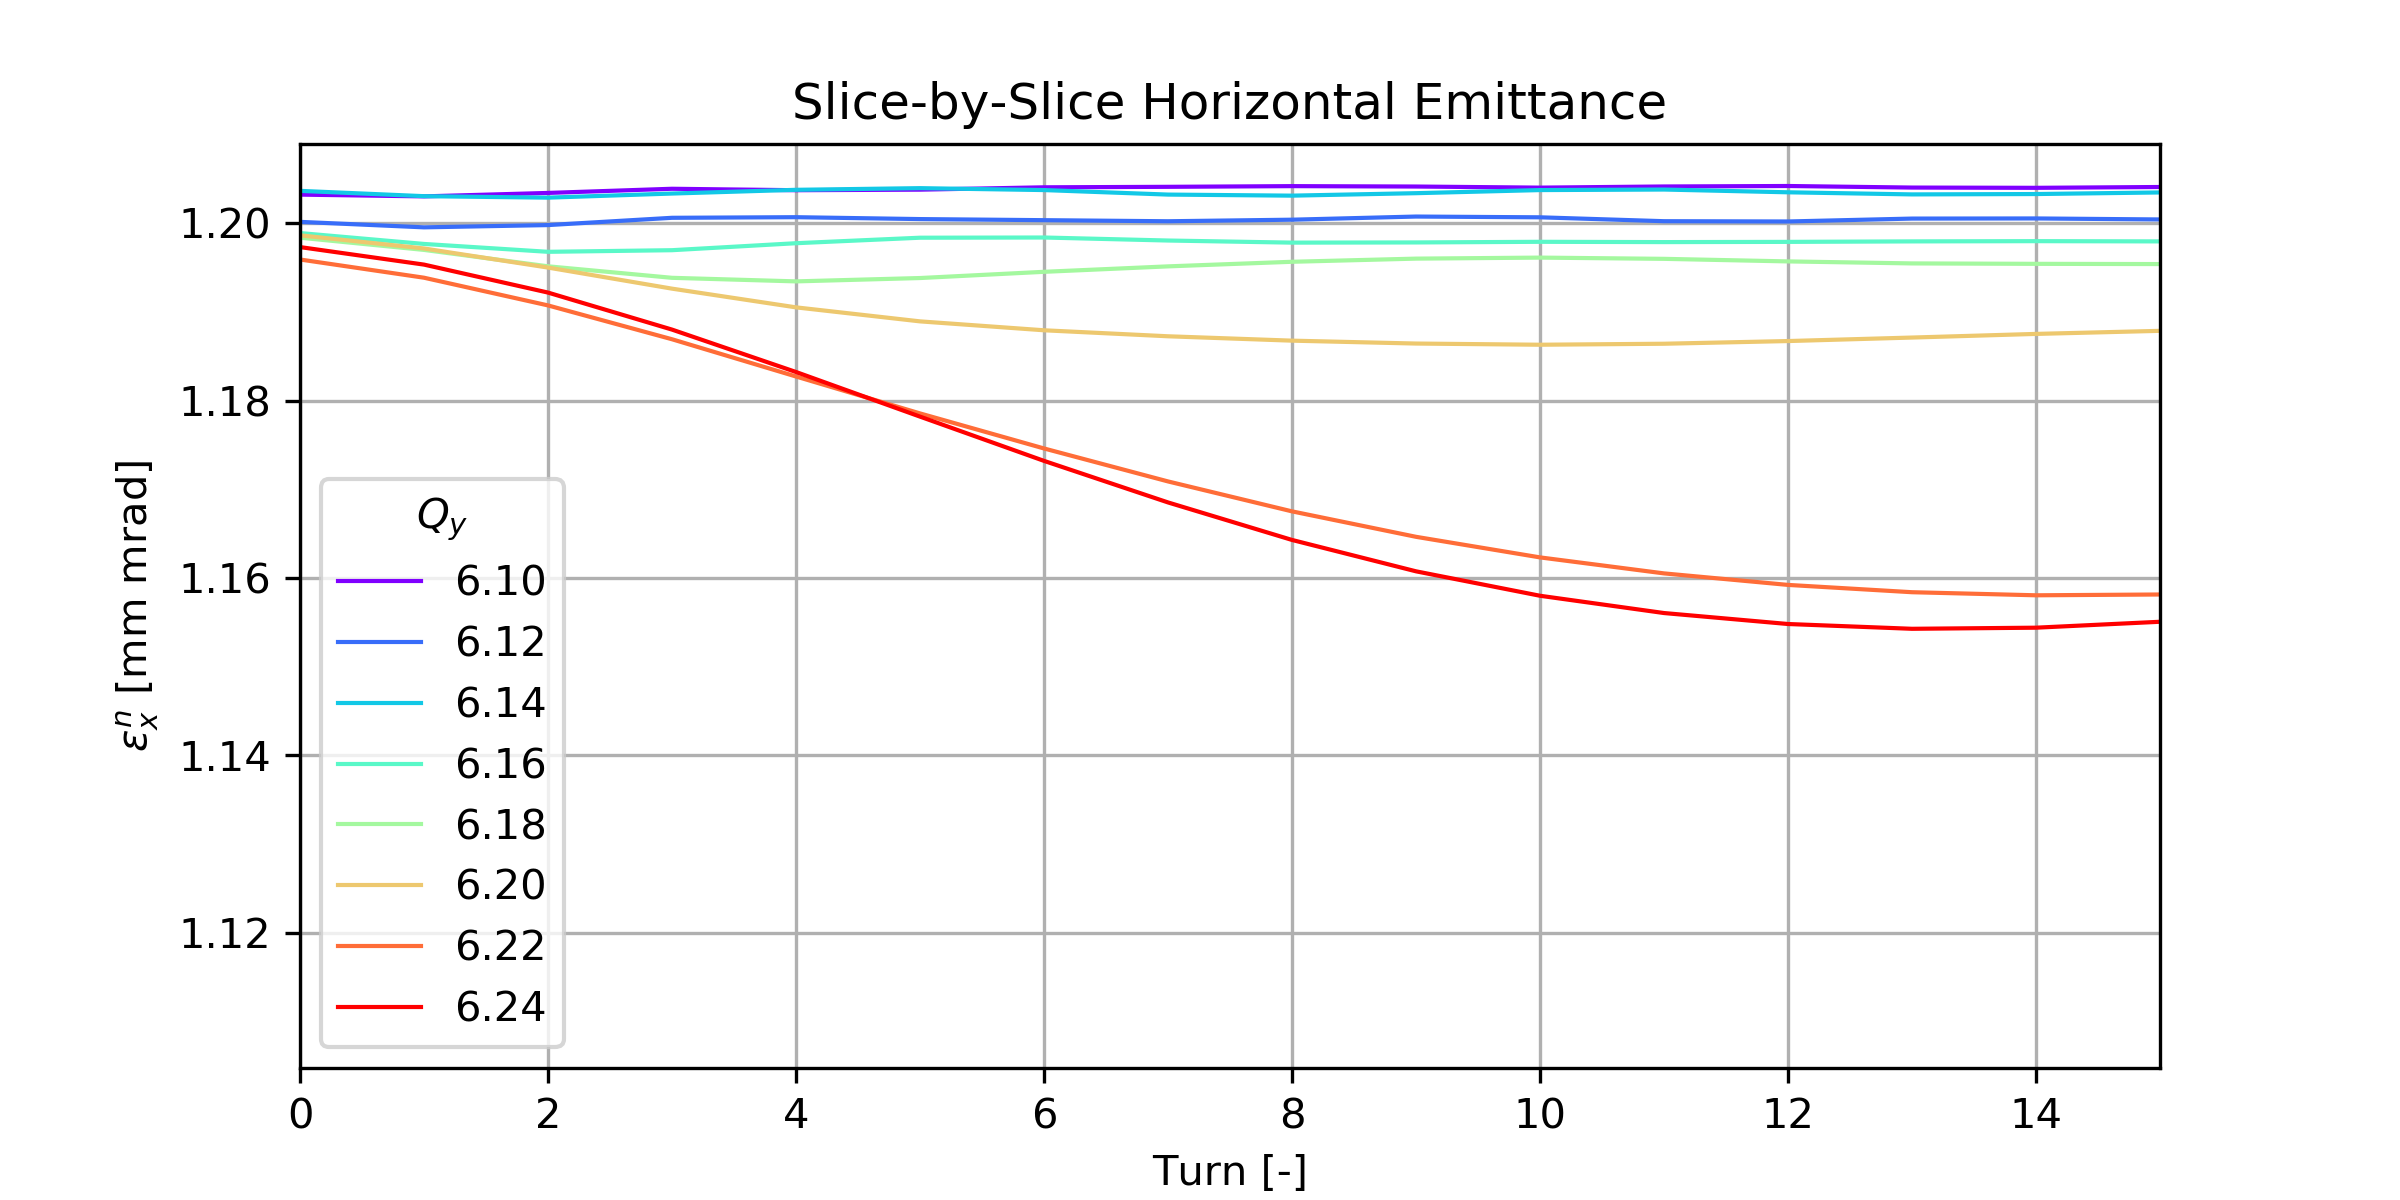 Slice-by-Slice Horizontal Emittance
ε_x^n [mm mrad]
1.20
1.18
1.16
1.14
1.12
Q_y
6.10
6.12
6.14
6.16
6.18
6.20
6.22
6.24
0 2 4 6 8 10 12 14
Turn [-]